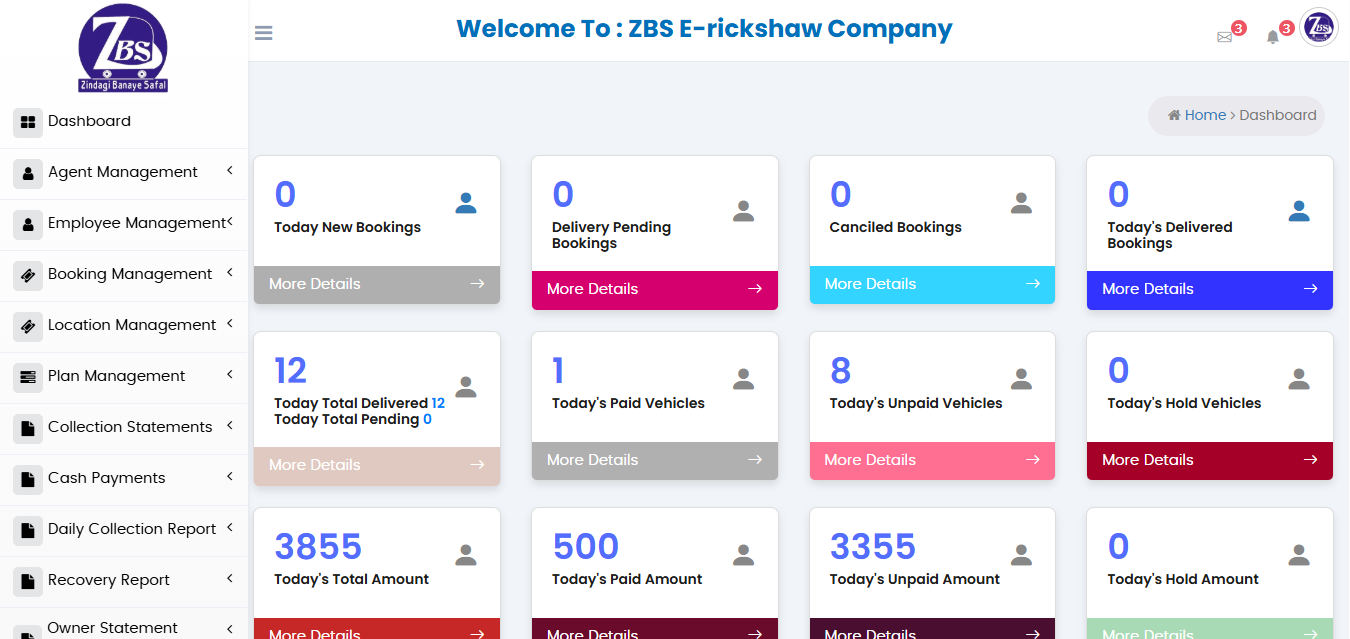 ZBS
Zindagi Banaye Safal
Welcome To : ZBS E-rickshaw Company
3
3
ZBS
Home > Dashboard
Dashboard
Agent Management
Employee Management
Booking Management
Location Management
Plan Management
Collection Statements
Cash Payments
Daily Collection Report
Recovery Report
Owner Statement
0
Today New Bookings
More Details
0
Delivery Pending
Bookings
More Details
0
Canciled Bookings
More Details
0
Today's Delivered
Bookings
More Details
12
Today Total Delivered 12
Today Total Pending 0
More Details
1
Today's Paid Vehicles
More Details
8
Today's Unpaid Vehicles
More Details
0
Today's Hold Vehicles
More Details
3855
Today's Total Amount
More Details
500
Today's Paid Amount
More Details
3355
Today's Unpaid Amount
More Details
0
Today's Hold Amount
More Details